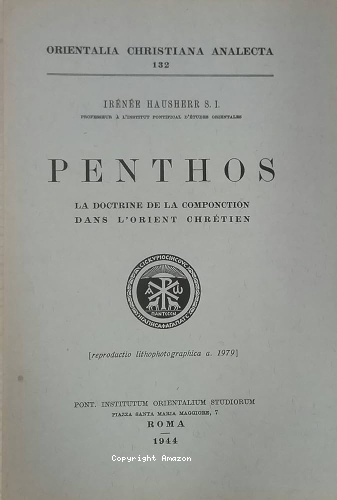 ORIENTALIA CHRISTIANA ANALECTA
132
IRÉNÉE HAUSHERR S. I.
PROFESSEUR À L'INSTITUT PONTIFICAL D'ÉTUDES ORIENTALES
PENTHOS
LA DOCTRINE DE LA COMPONCTION
DANS L'ORIENT CHRÉTIEN
Α Ω
[reproductio lithophotographica a. 1979]
PONT. INSTITUTUM ORIENTALIUM STUDIORUM
PIAZZA SANTA MARIA MAGGIORE, 7
ROMA
1944
Copyright Amazon